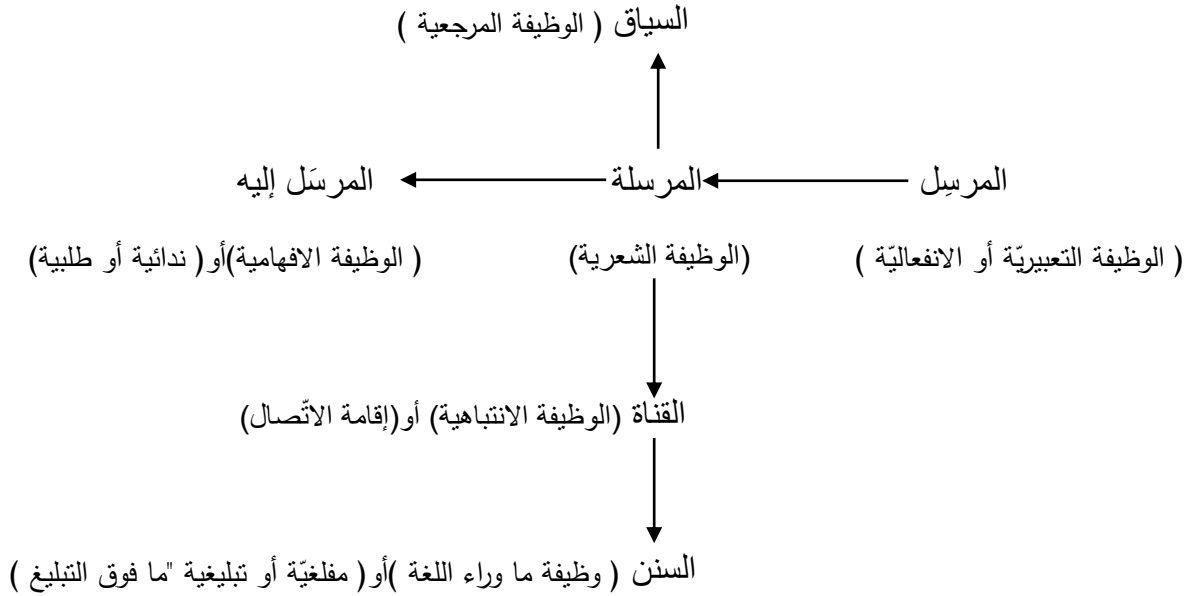 السياق ( الوظيفة المرجعية )
المرسِل المرسلة المرسَل إليه
( الوظيفة التعبيريّة أو الانفعاليّة ) (الوظيفة الشعرية) ( الوظيفة الافهامية)أو( ندائية أو طلبية)
القناة (الوظيفة الانتباهية) أو(إقامة الاتّصال)
السنن ( وظيفة ما وراء اللغة )أو( مفلغيّة أو تبليغية "ما فوق التبليغ )